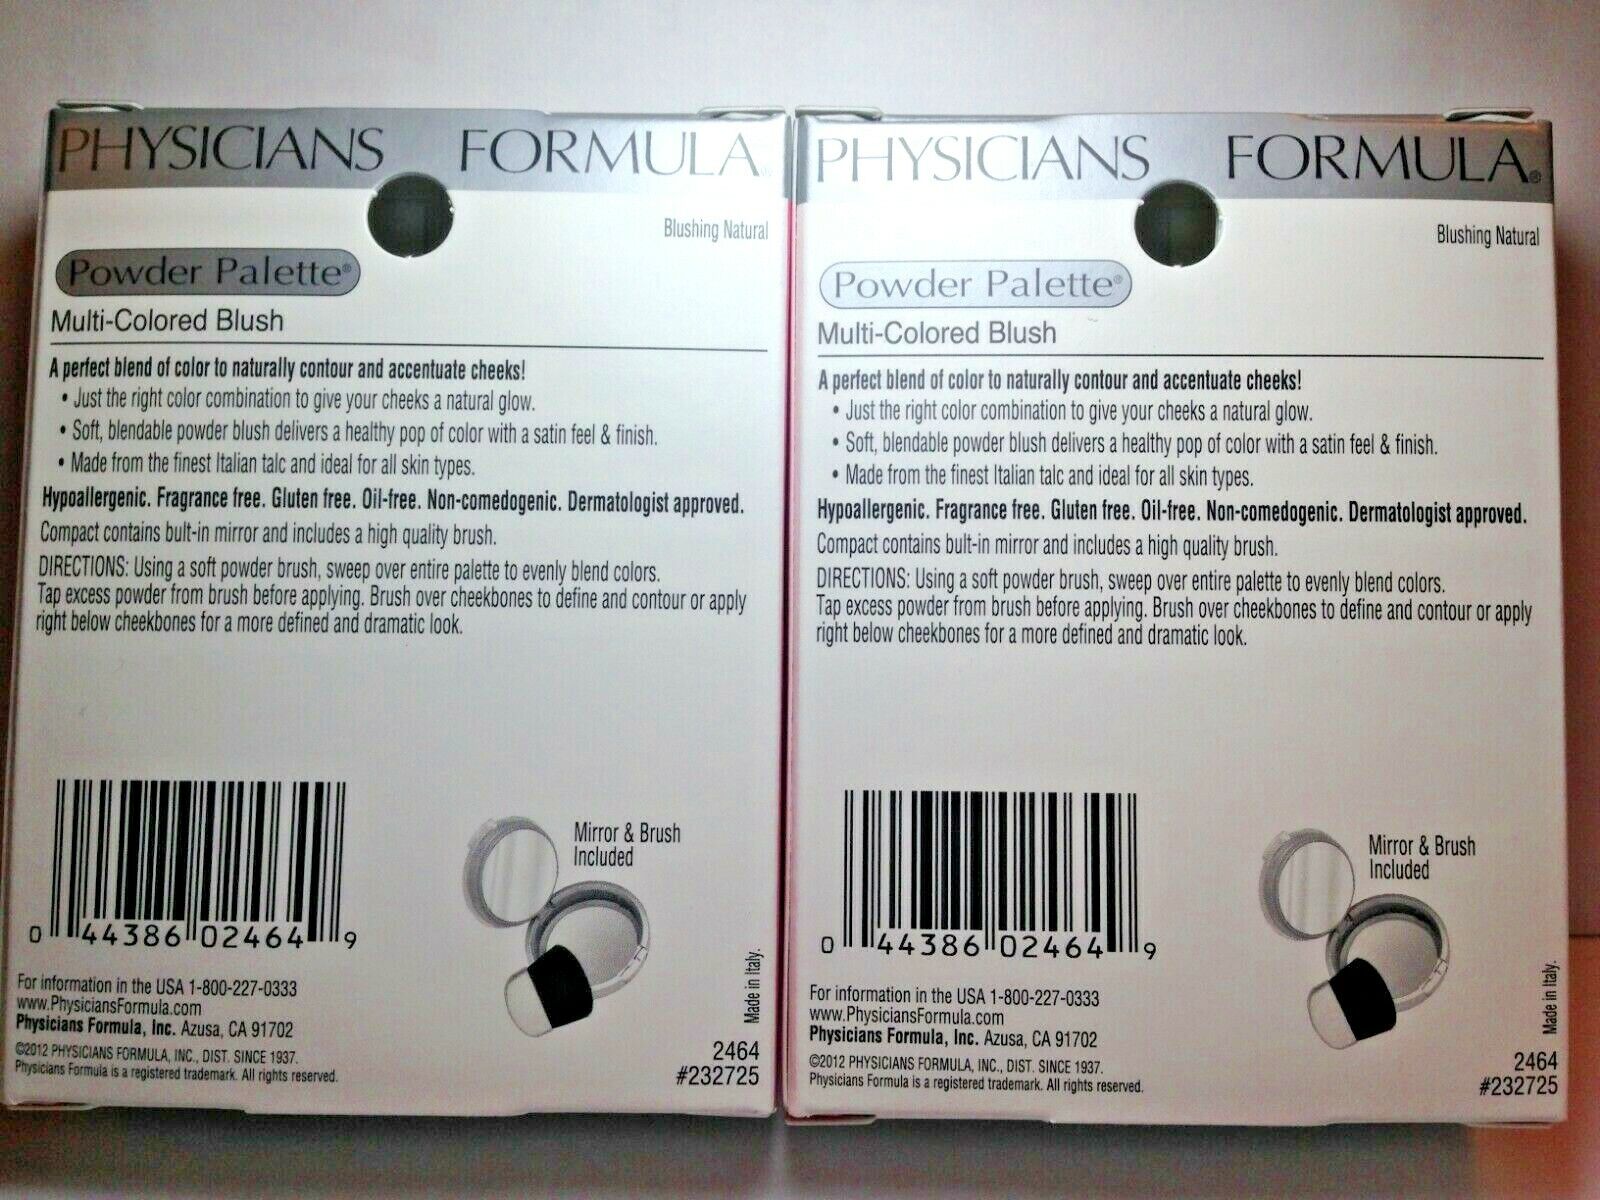 PHYSICIANS FORMULA
Blushing Natural
Powder Palette®
Multi-Colored Blush
A perfect blend of color to naturally contour and accentuate cheeks!
• Just the right color combination to give your cheeks a natural glow.
• Soft, blendable powder blush delivers a healthy pop of color with a satin feel & finish.
• Made from the finest Italian talc and ideal for all skin types.
Hypoallergenic. Fragrance free. Gluten free. Oil-free. Non-comedogenic. Dermatologist approved.
Compact contains bult-in mirror and includes a high quality brush.
DIRECTIONS: Using a soft powder brush, sweep over entire palette to evenly blend colors.
Tap excess powder from brush before applying. Brush over cheekbones to define and contour or apply
right below cheekbones for a more defined and dramatic look.
Mirror & Brush
Included
0 44386 02464 9
Made in Italy.
For information in the USA 1-800-227-0333
www.PhysiciansFormula.com
Physicians Formula, Inc. Azusa, CA 91702
©2012 PHYSICIANS FORMULA, INC., DIST. SINCE 1937.
Physicians Formula is a registered trademark. All rights reserved.
2464
#232725
PHYSICIANS FORMULA®
Blushing Natural
Powder Palette®
Multi-Colored Blush
A perfect blend of color to naturally contour and accentuate cheeks!
• Just the right color combination to give your cheeks a natural glow.
• Soft, blendable powder blush delivers a healthy pop of color with a satin feel & finish.
• Made from the finest Italian talc and ideal for all skin types.
Hypoallergenic. Fragrance free. Gluten free. Oil-free. Non-comedogenic. Dermatologist approved.
Compact contains bult-in mirror and includes a high quality brush.
DIRECTIONS: Using a soft powder brush, sweep over entire palette to evenly blend colors.
Tap excess powder from brush before applying. Brush over cheekbones to define and contour or apply
right below cheekbones for a more defined and dramatic look.
Mirror & Brush
Included
0 44386 02464 9
Made in Italy.
For information in the USA 1-800-227-0333
www.PhysiciansFormula.com
Physicians Formula, Inc. Azusa, CA 91702
©2012 PHYSICIANS FORMULA, INC., DIST. SINCE 1937.
Physicians Formula is a registered trademark. All rights reserved.
2464
#232725